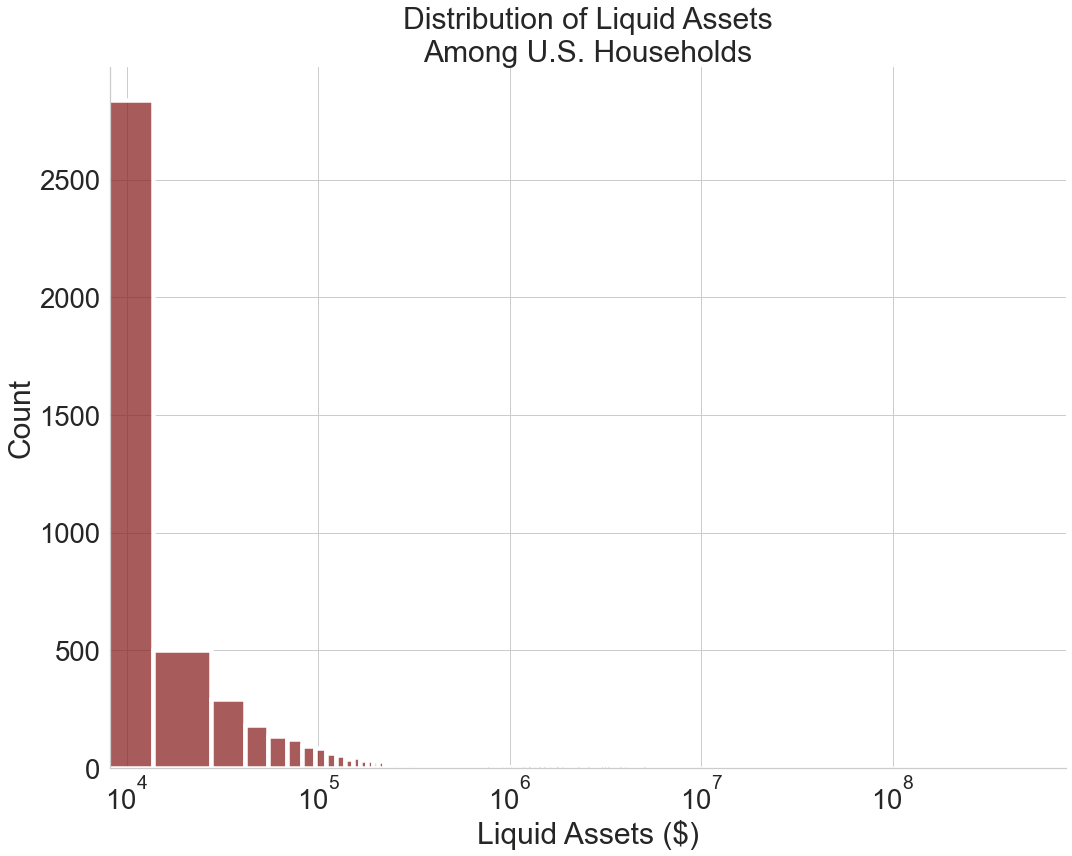 Distribution of Liquid Assets
Among U.S. Households
Count
2500
2000
1500
1000
500
0
10^4 10^5 10^6 10^7 10^8
Liquid Assets ($)